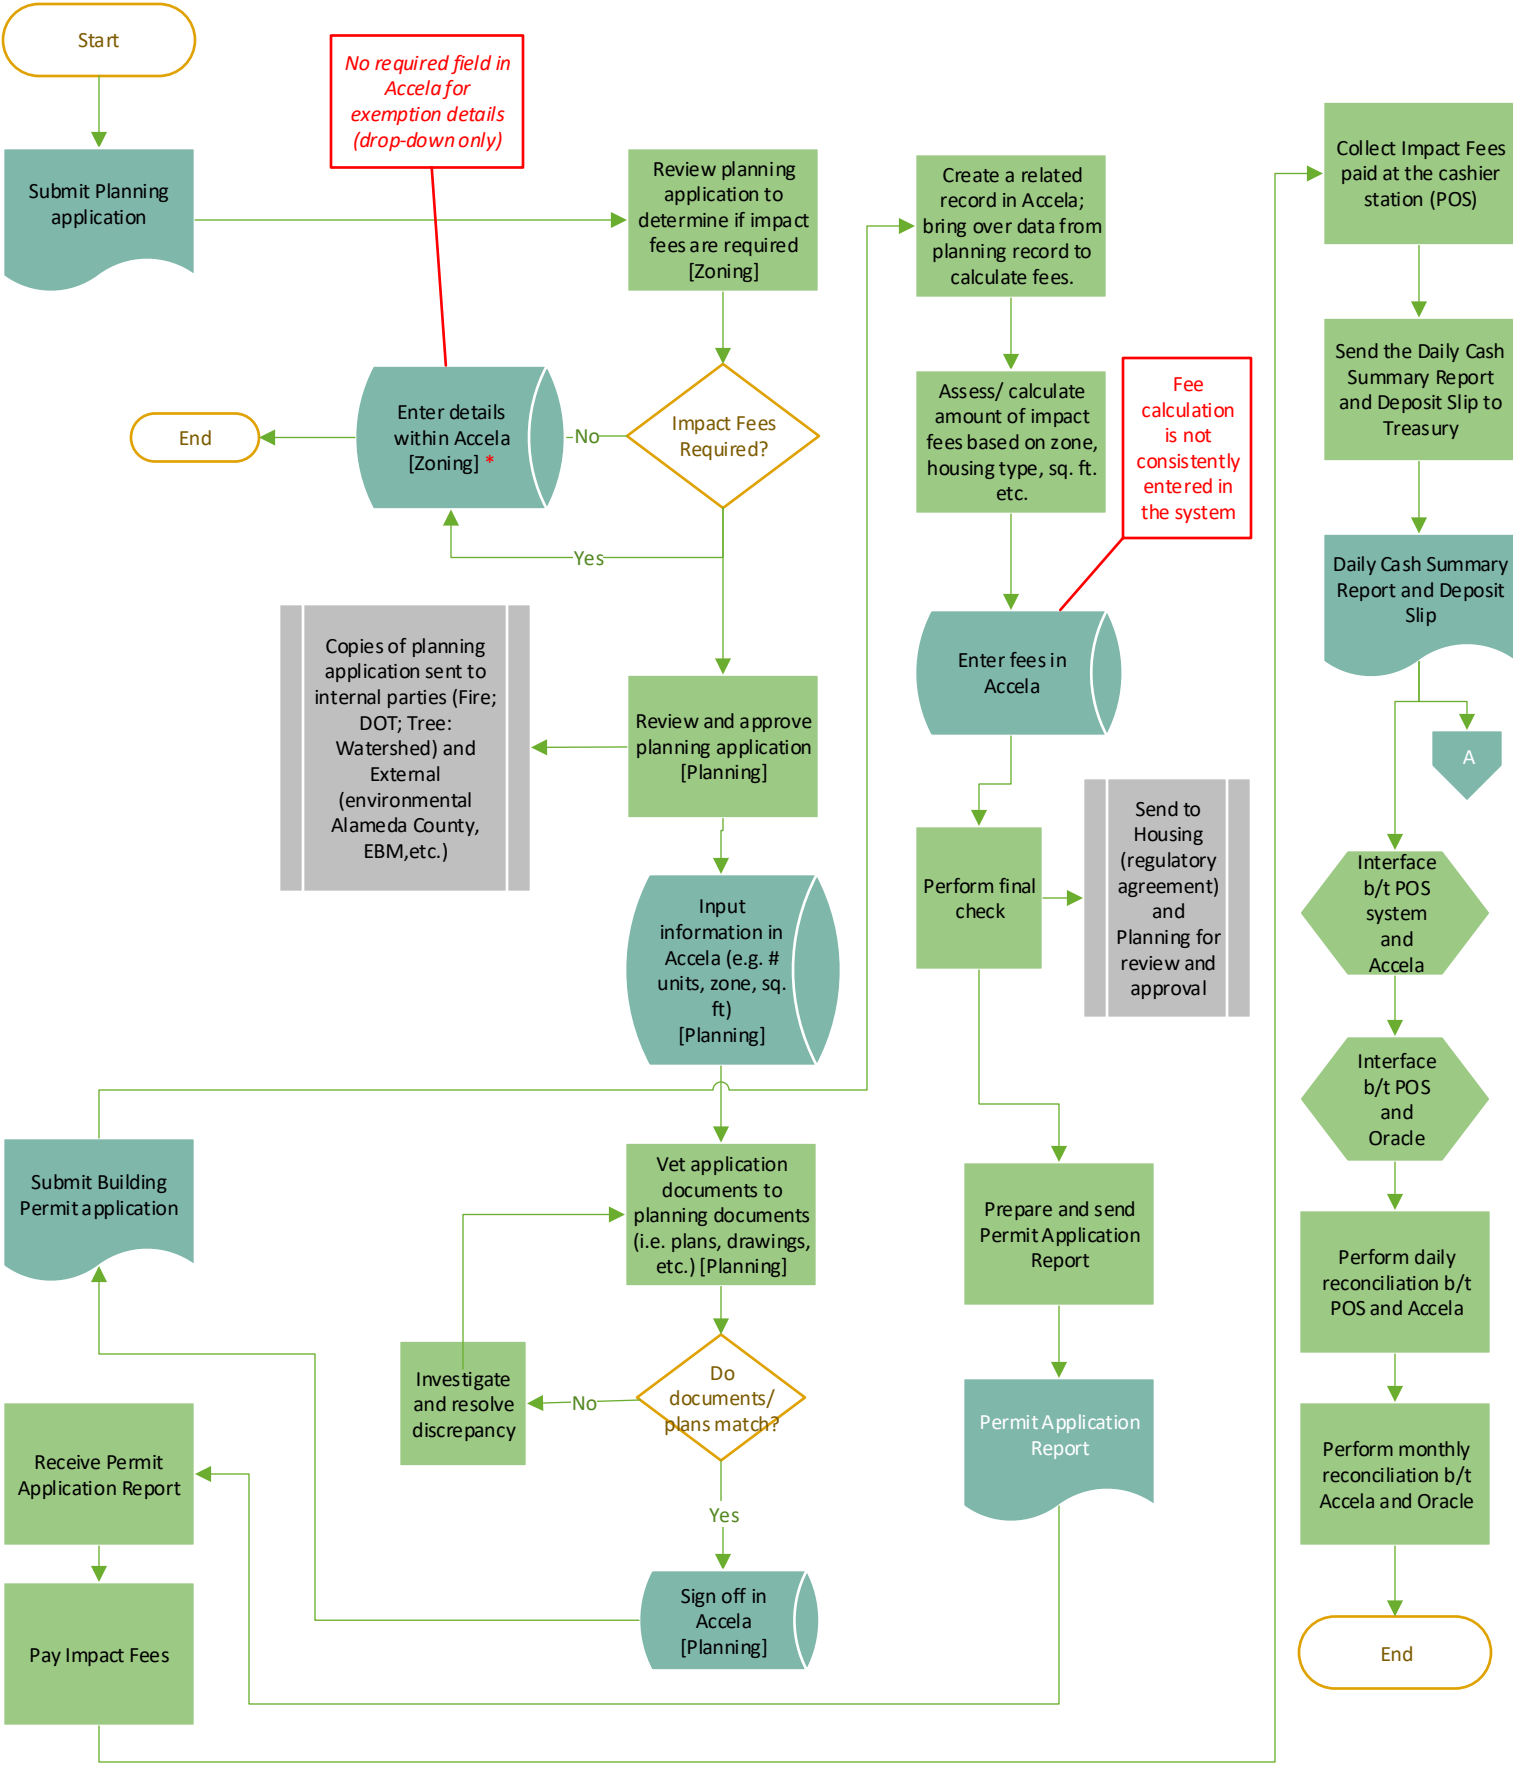 Start
Submit Planning
application
No required field in
Accela for
exemption details
(drop-down only)
Review planning
application to
determine if impact
fees are required
[Zoning]
Impact Fees
Required?
No
Yes
Enter details
within Accela
[Zoning] *
End
Copies of planning
application sent to
internal parties (Fire;
DOT; Tree:
Watershed) and
External
(environmental
Alameda County,
EBM,etc.)
Review and approve
planning application
[Planning]
Input
information in
Accela (e.g. #
units, zone, sq.
ft)
[Planning]
Vet application
documents to
planning documents
(i.e. plans, drawings,
etc.) [Planning]
Do
documents/
plans match?
No
Investigate
and resolve
discrepancy
Yes
Sign off in
Accela
[Planning]
Submit Building
Permit application
Receive Permit
Application Report
Pay Impact Fees
Create a related
record in Accela;
bring over data from
planning record to
calculate fees.
Assess/ calculate
amount of impact
fees based on zone,
housing type, sq. ft.
etc.
Fee
calculation
is not
consistently
entered in
the system
Enter fees in
Accela
Perform final
check
Send to
Housing
(regulatory
agreement)
and
Planning for
review and
approval
Prepare and send
Permit Application
Report
Permit Application
Report
Collect Impact Fees
paid at the cashier
station (POS)
Send the Daily Cash
Summary Report
and Deposit Slip to
Treasury
Daily Cash Summary
Report and Deposit
Slip
A
Interface
b/t POS
system
and
Accela
Interface
b/t POS
and
Oracle
Perform daily
reconciliation b/t
POS and Accela
Perform monthly
reconciliation b/t
Accela and Oracle
End